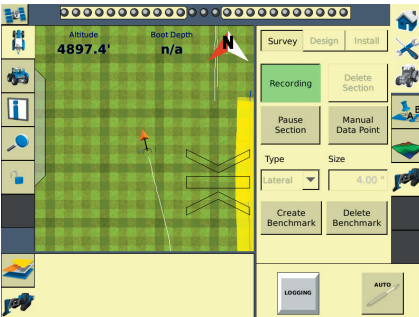 Altitude
Boot Depth
4897.4'
n/a
N
Survey
Design
Install
Recording
Delete
Section
Pause
Section
Manual
Data Point
Type
Size
Lateral
4.00 "
Create
Benchmark
Delete
Benchmark
LOGGING
AUTO
A
B